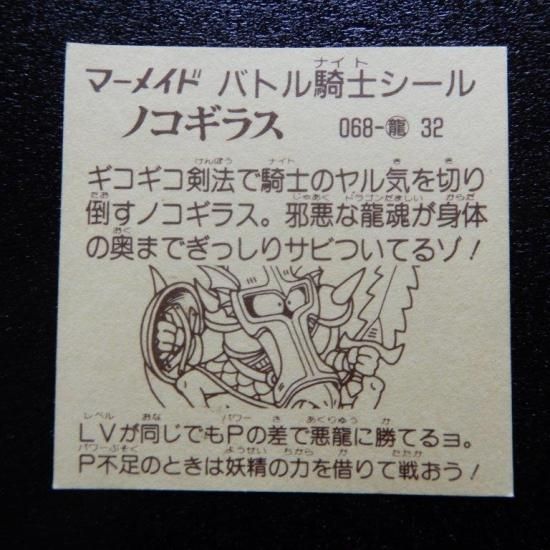 マーメイド バトル騎士シール
ノコギラス 068-龍 32
ギコギコ剣法で騎士のヤル気を切り
倒すノコギラス。邪悪な龍魂が身体
の奥までぎっしりサビついてるゾ!
LVが同じでもPの差で悪龍に勝てるヨ。
P不足のときは妖精の力を借りて戦おう!